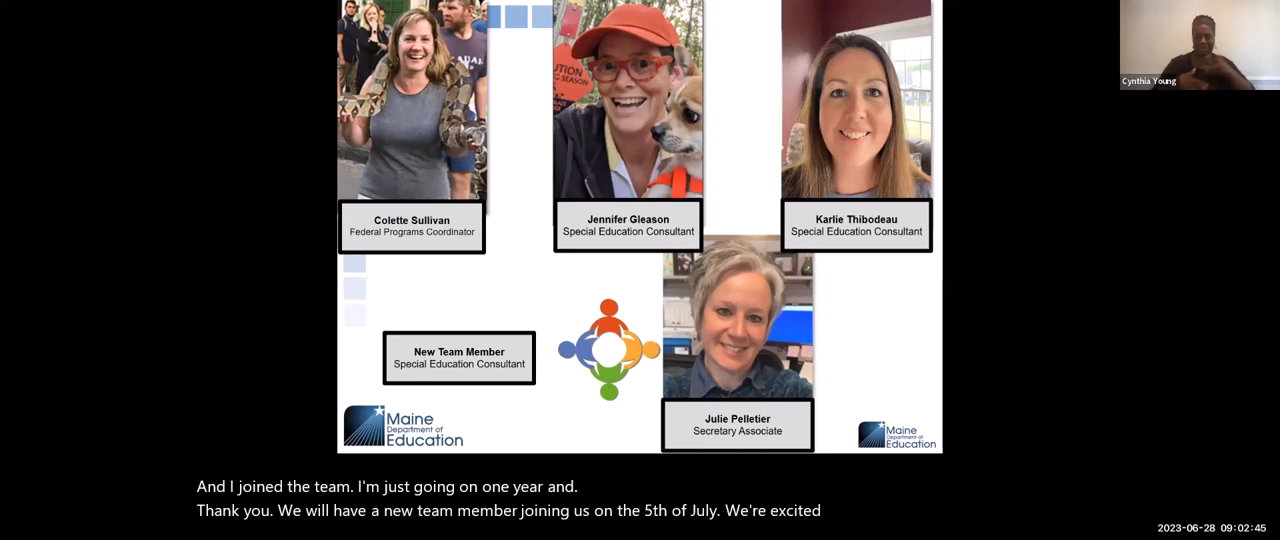 Cynthia Young
UTION
SEASON
Colette Sullivan
Federal Programs Coordinator
Jennifer Gleason
Special Education Consultant
Karlie Thibodeau
Special Education Consultant
New Team Member
Special Education Consultant
Julie Pelletier
Secretary Associate
Maine
Department of
Education
Maine
Department of
Education
And I joined the team. I'm just going on one year and.
Thank you. We will have a new team member joining us on the 5th of July. We're excited
2023-06-28 09:02:45